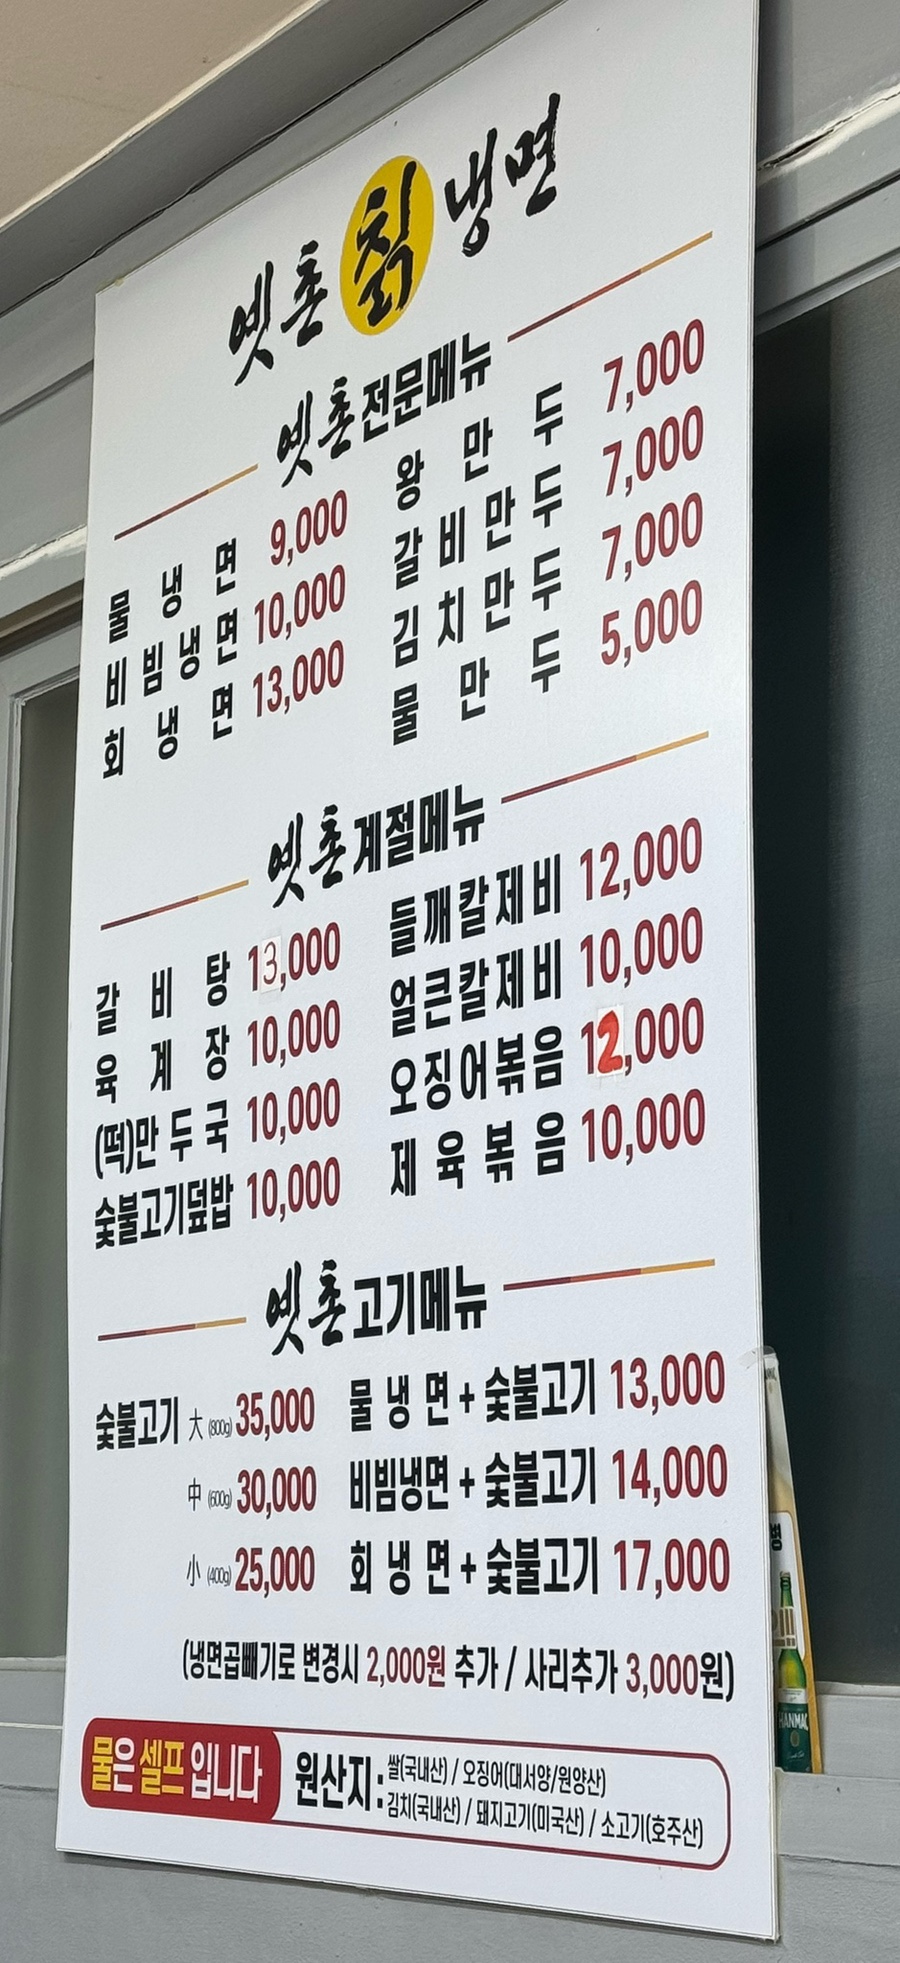 옛촌 칡 냉면
옛촌전문메뉴
물냉면 9,000
비빔냉면 10,000
회냉면 13,000
왕만두 7,000
갈비만두 7,000
김치만두 7,000
물만두 5,000
옛촌계절메뉴
갈비탕 13,000
육계장 10,000
(떡)만두국 10,000
숯불고기덮밥 10,000
들깨칼제비 12,000
얼큰칼제비 10,000
오징어볶음 12,000
제육볶음 10,000
옛촌고기메뉴
숯불고기 大 (800g) 35,000
中 (600g) 30,000
小 (400g) 25,000
물냉면+숯불고기 13,000
비빔냉면+숯불고기 14,000
회냉면+숯불고기 17,000
(냉면곱빼기로 변경시 2,000원 추가 / 사리추가 3,000원)
물은 셀프 입니다
원산지: 쌀(국내산) / 오징어(대서양/원양산)
김치(국내산) / 돼지고기(미국산) / 소고기(호주산)
병
HANMAC